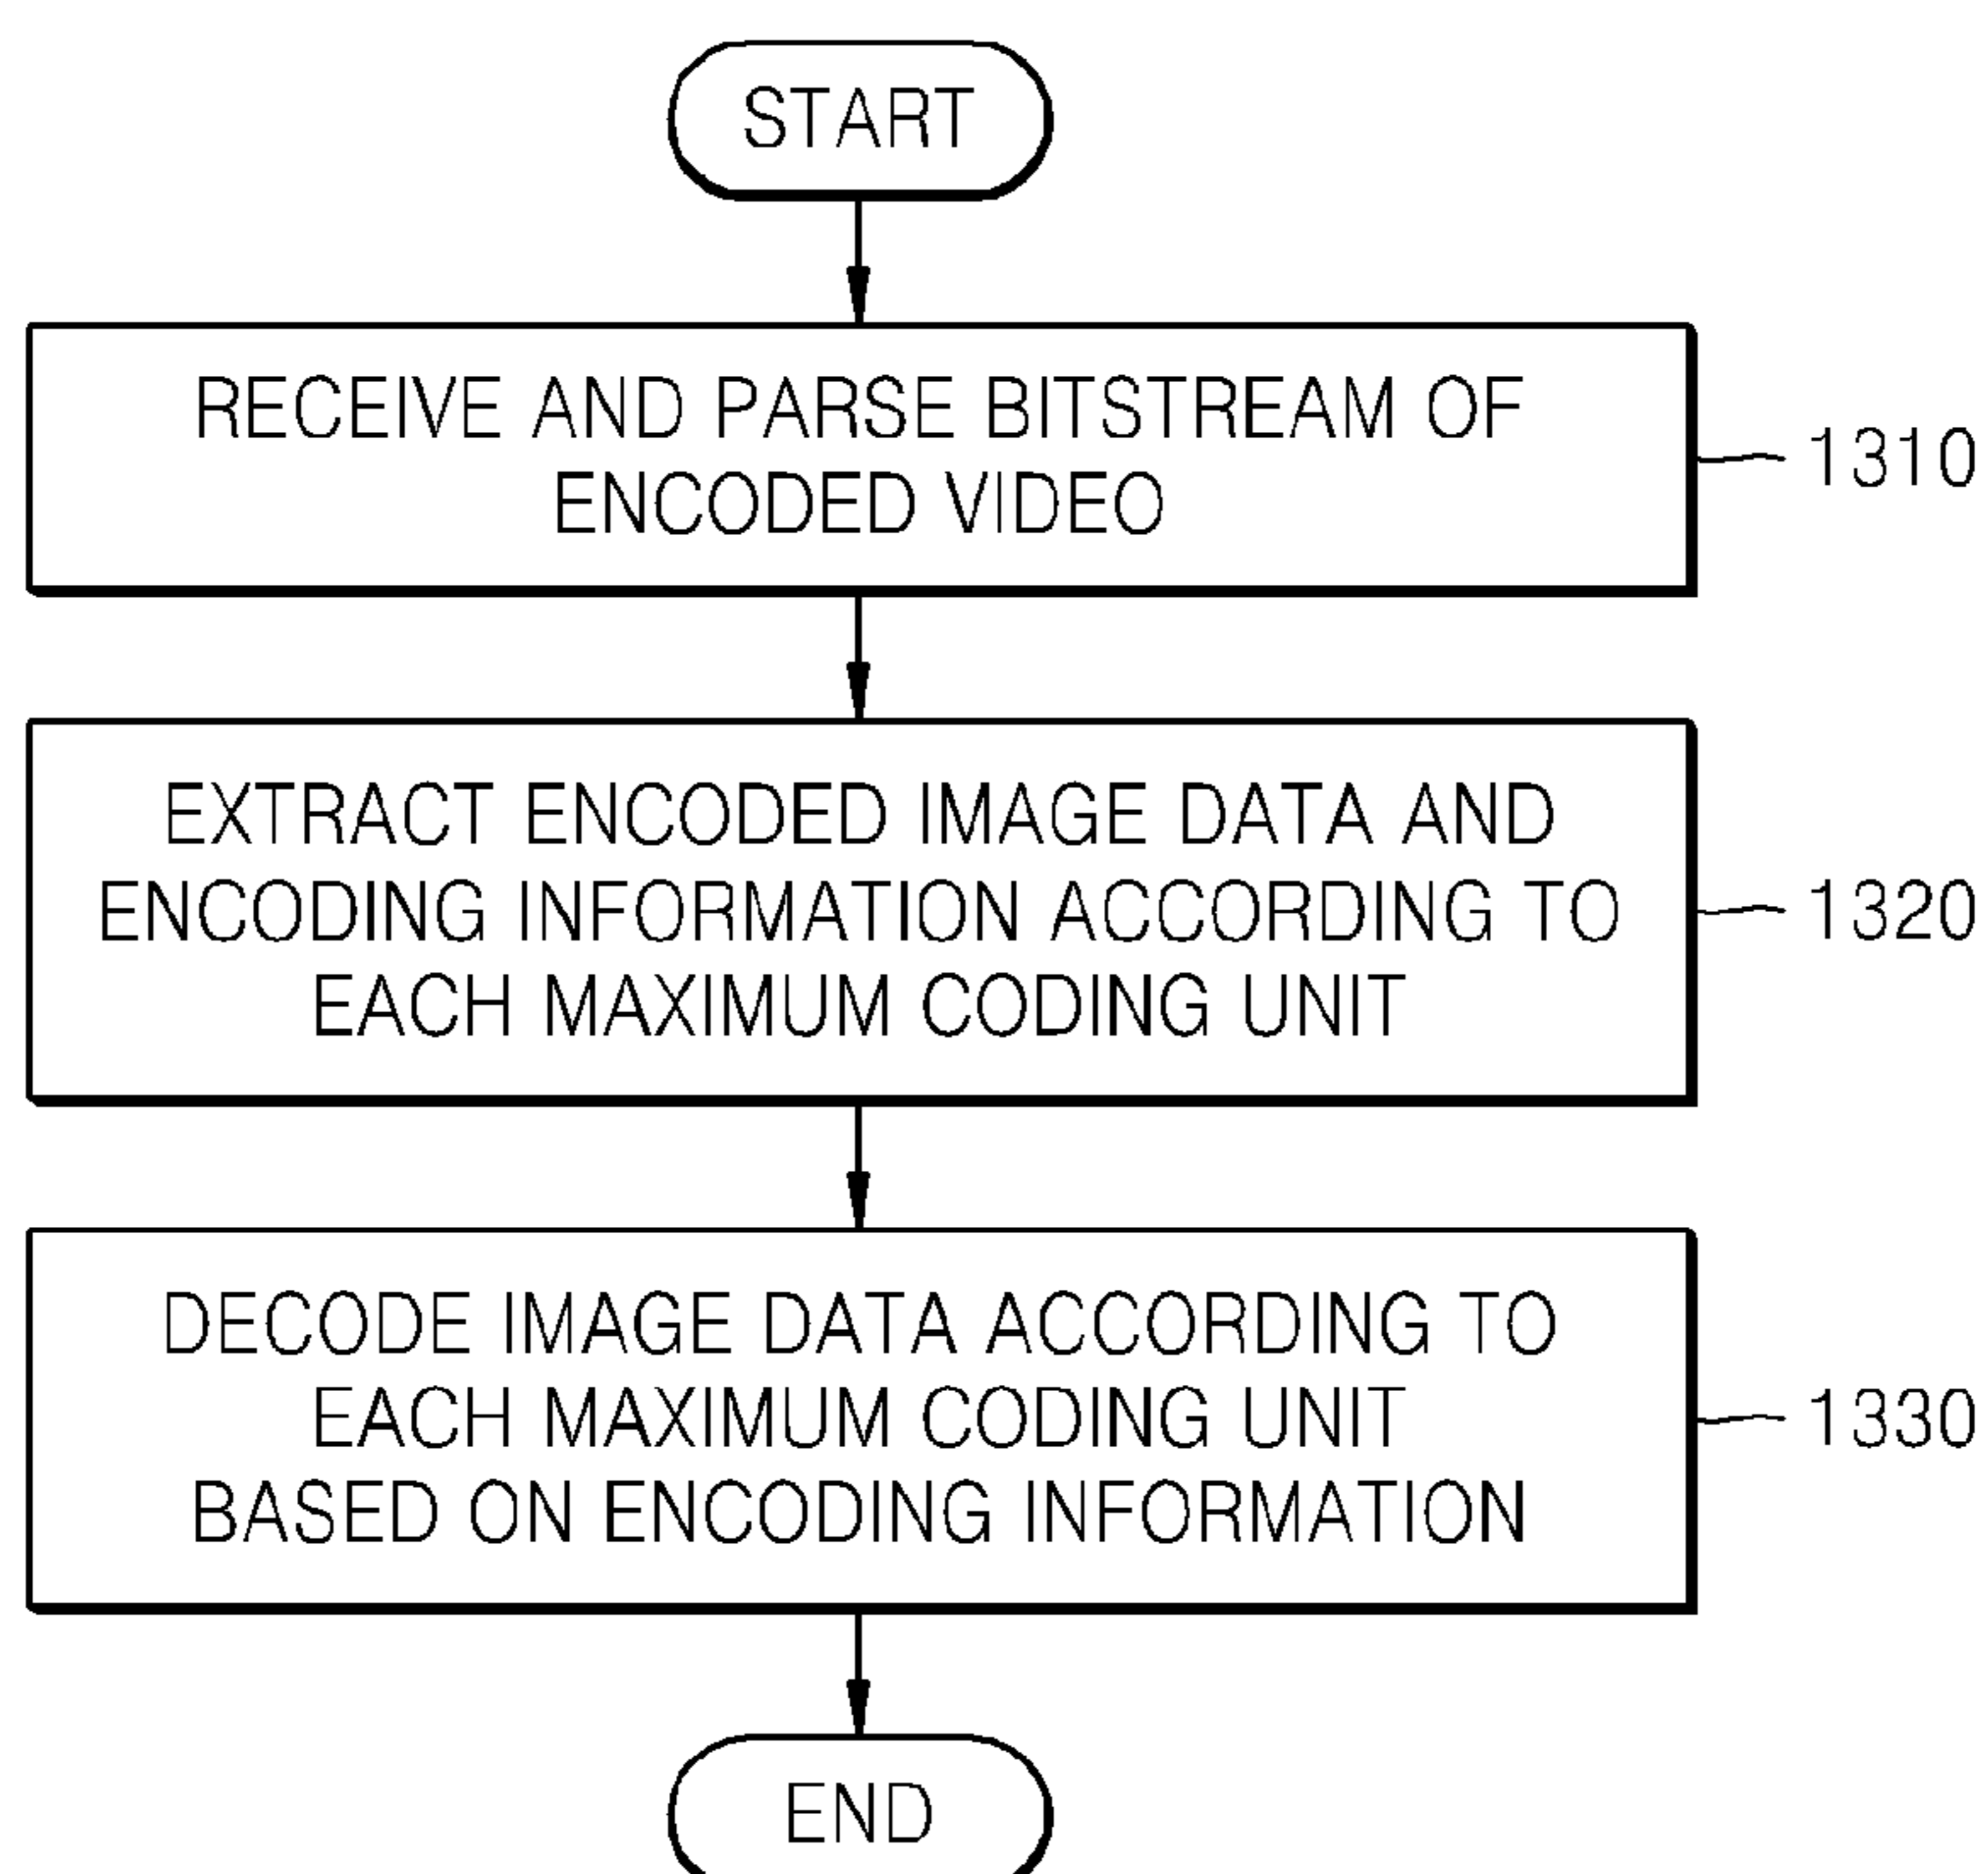 START
RECEIVE AND PARSE BITSTREAM OF
ENCODED VIDEO
1310
EXTRACT ENCODED IMAGE DATA AND
ENCODING INFORMATION ACCORDING TO
EACH MAXIMUM CODING UNIT
1320
DECODE IMAGE DATA ACCORDING TO
EACH MAXIMUM CODING UNIT
BASED ON ENCODING INFORMATION
1330
END